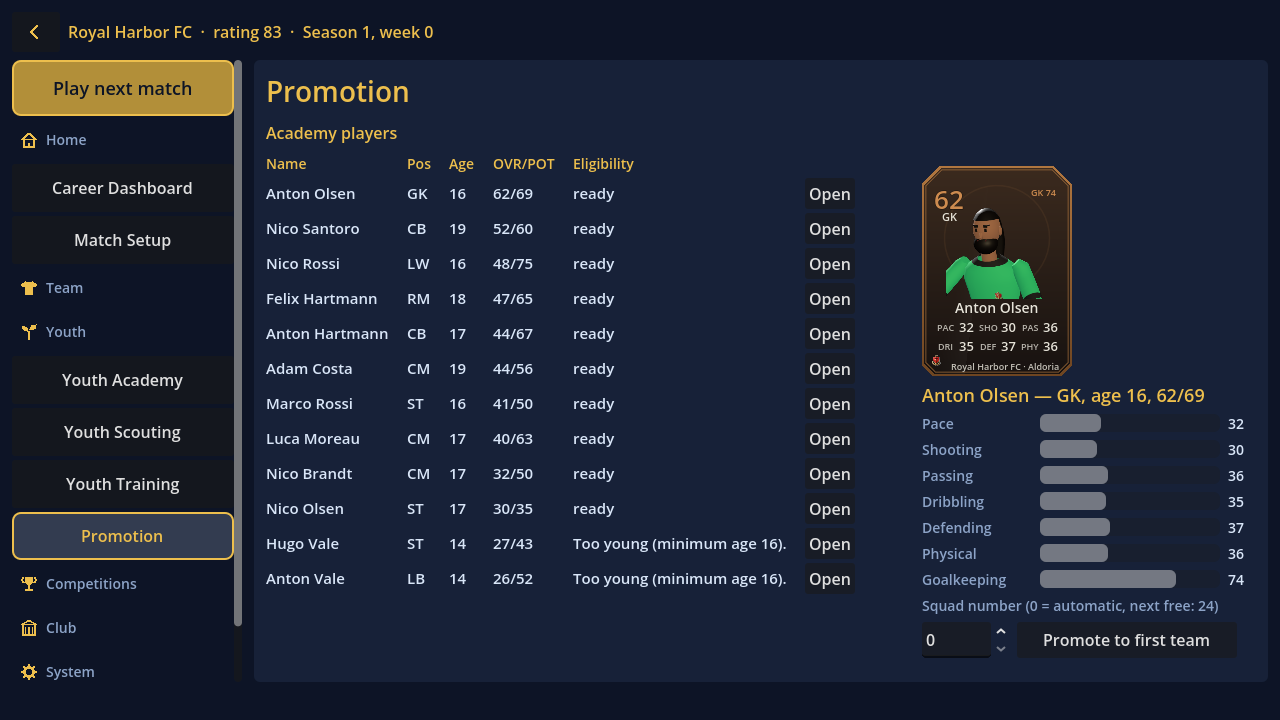 Royal Harbor FC · rating 83 · Season 1, week 0
Play next match
Home
Career Dashboard
Match Setup
Team
Youth
Youth Academy
Youth Scouting
Youth Training
Promotion
Competitions
Club
System
Promotion
Academy players
Name Pos Age OVR/POT Eligibility
Anton Olsen GK 16 62/69 ready Open
Nico Santoro CB 19 52/60 ready Open
Nico Rossi LW 16 48/75 ready Open
Felix Hartmann RM 18 47/65 ready Open
Anton Hartmann CB 17 44/67 ready Open
Adam Costa CM 19 44/56 ready Open
Marco Rossi ST 16 41/50 ready Open
Luca Moreau CM 17 40/63 ready Open
Nico Brandt CM 17 32/50 ready Open
Nico Olsen ST 17 30/35 ready Open
Hugo Vale ST 14 27/43 Too young (minimum age 16). Open
Anton Vale LB 14 26/52 Too young (minimum age 16). Open
62 GK 74
GK
Anton Olsen
PAC 32 SHO 30 PAS 36
DRI 35 DEF 37 PHY 36
Royal Harbor FC · Aldoria
Anton Olsen — GK, age 16, 62/69
Pace 32
Shooting 30
Passing 36
Dribbling 35
Defending 37
Physical 36
Goalkeeping 74
Squad number (0 = automatic, next free: 24)
0 Promote to first team